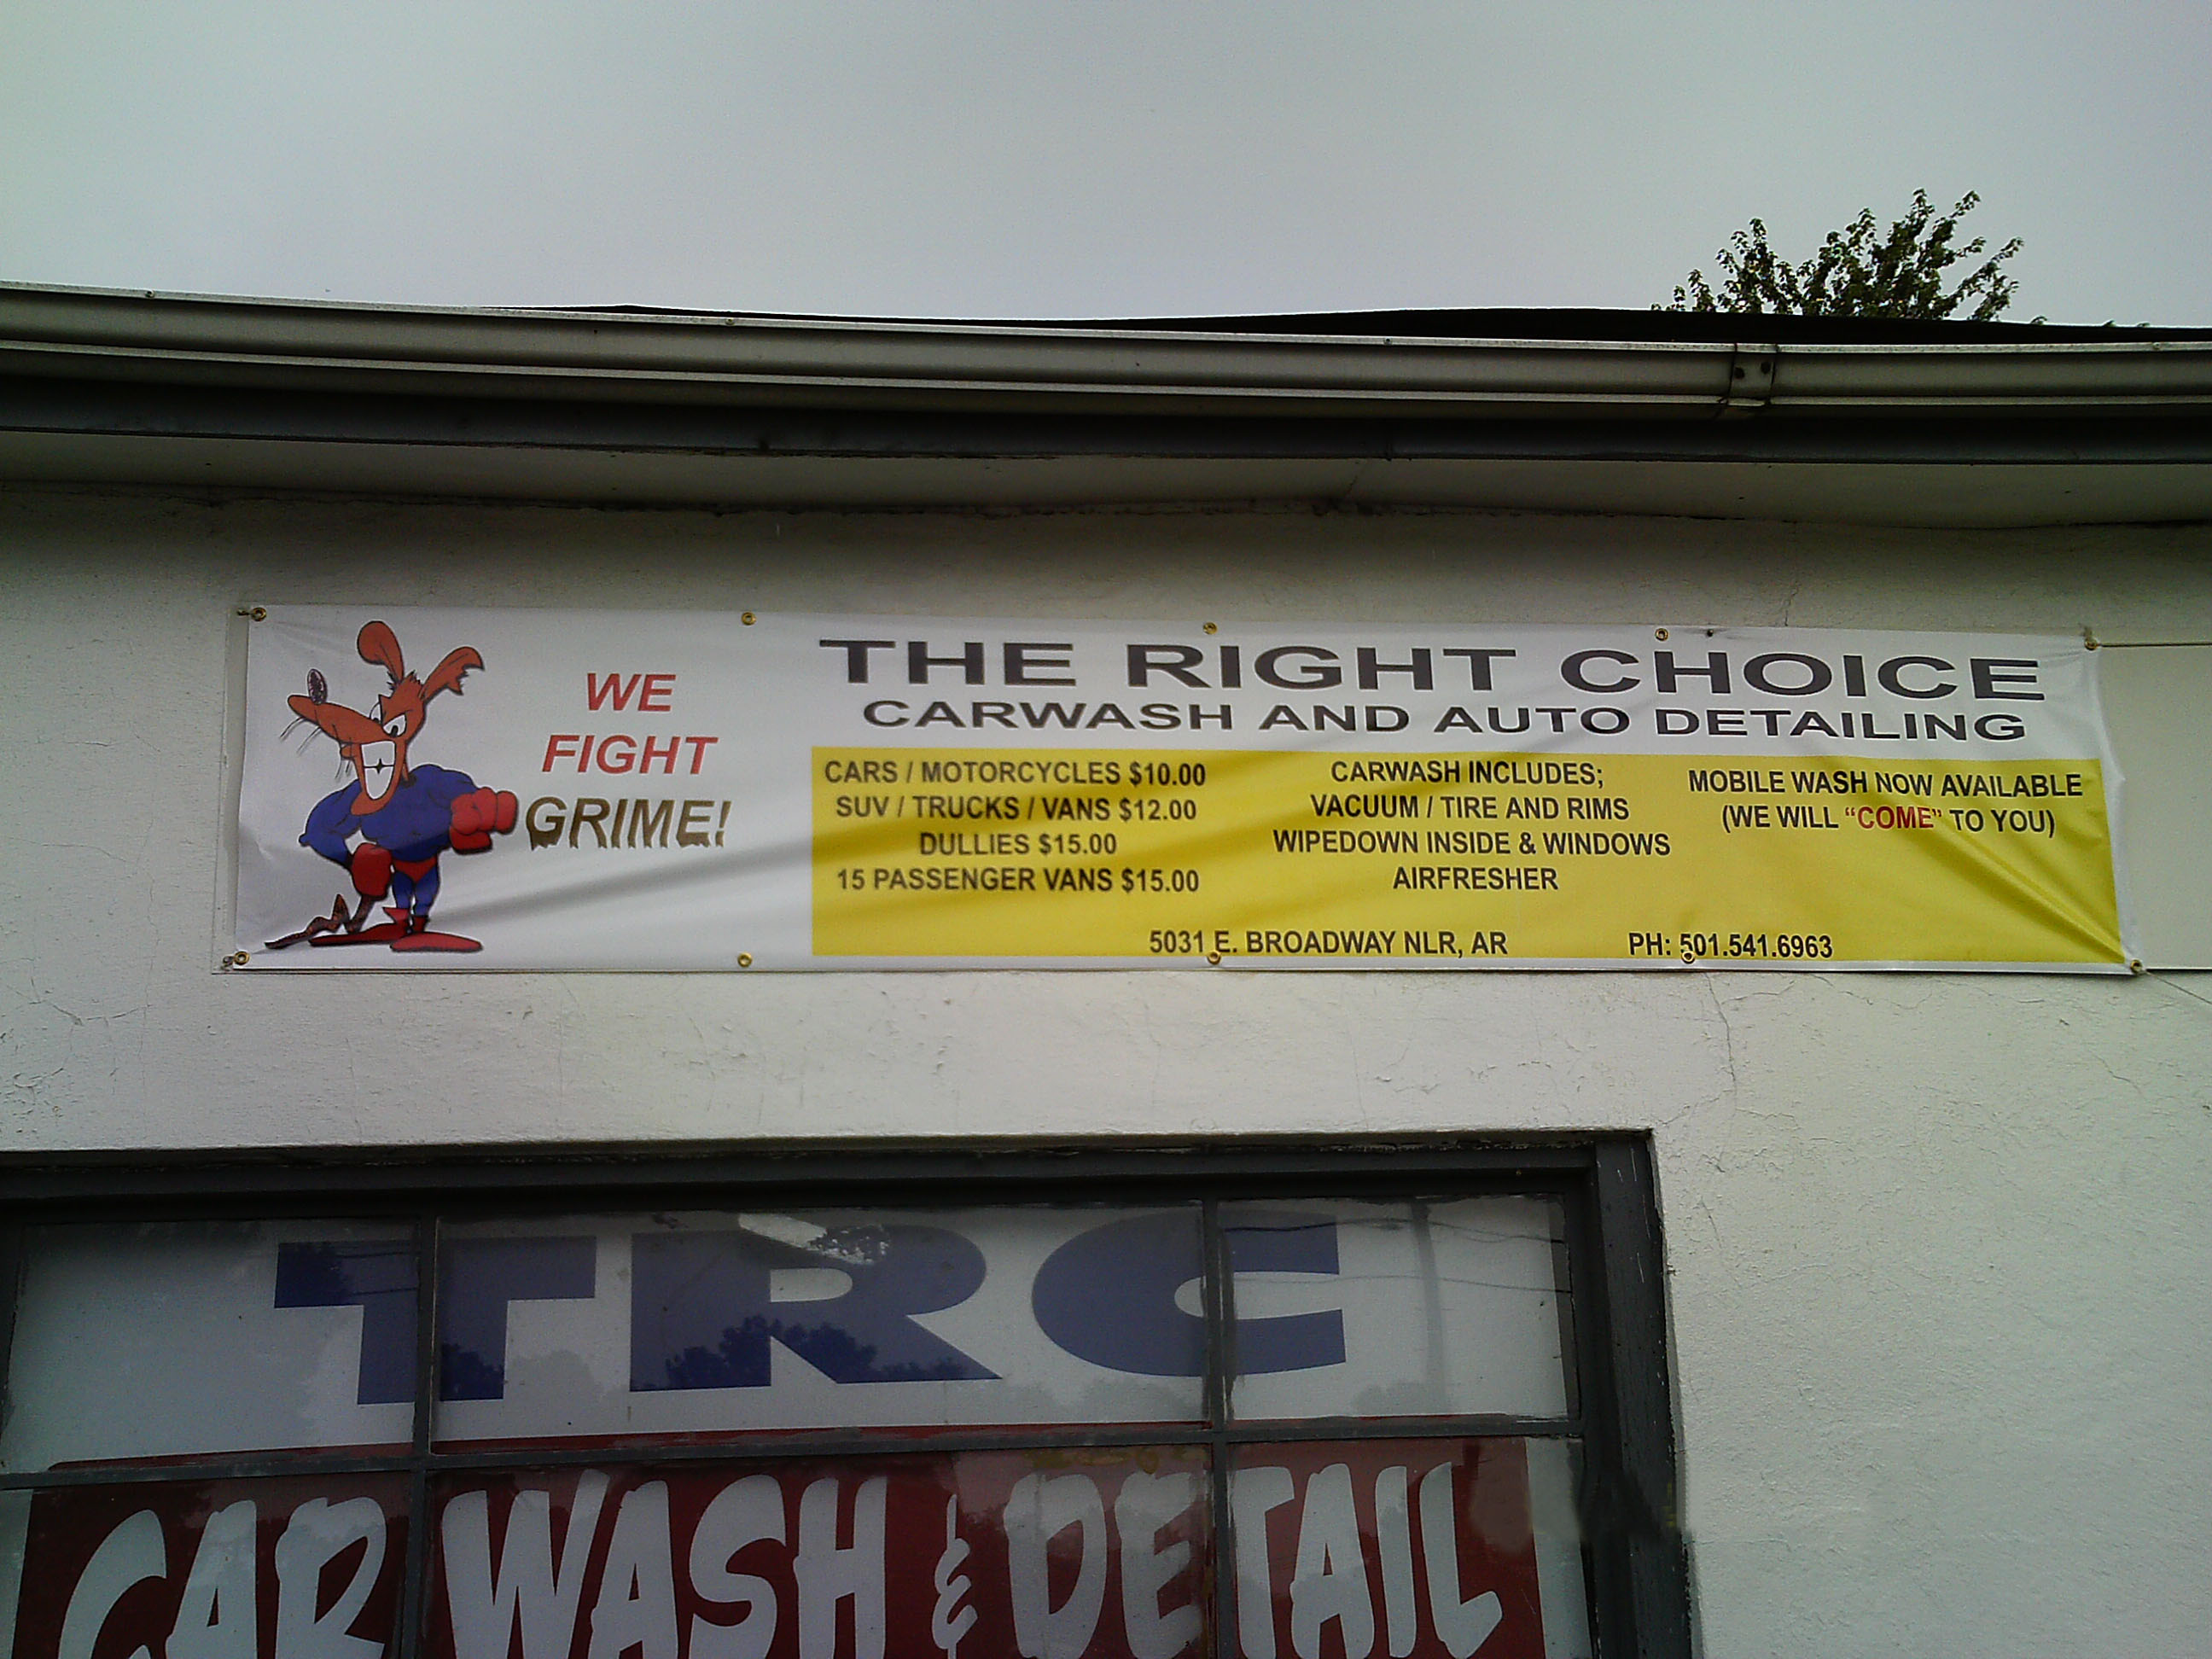 WE
FIGHT
GRIME!
THE RIGHT CHOICE
CARWASH AND AUTO DETAILING
CARS / MOTORCYCLES $10.00
SUV / TRUCKS / VANS $12.00
DULLIES $15.00
15 PASSENGER VANS $15.00
CARWASH INCLUDES;
VACUUM / TIRE AND RIMS
WIPEDOWN INSIDE & WINDOWS
AIRFRESHER
MOBILE WASH NOW AVAILABLE
(WE WILL "COME" TO YOU)
5031 E. BROADWAY NLR, AR
PH: 501.541.6963
TRC
CAR WASH & DETAIL